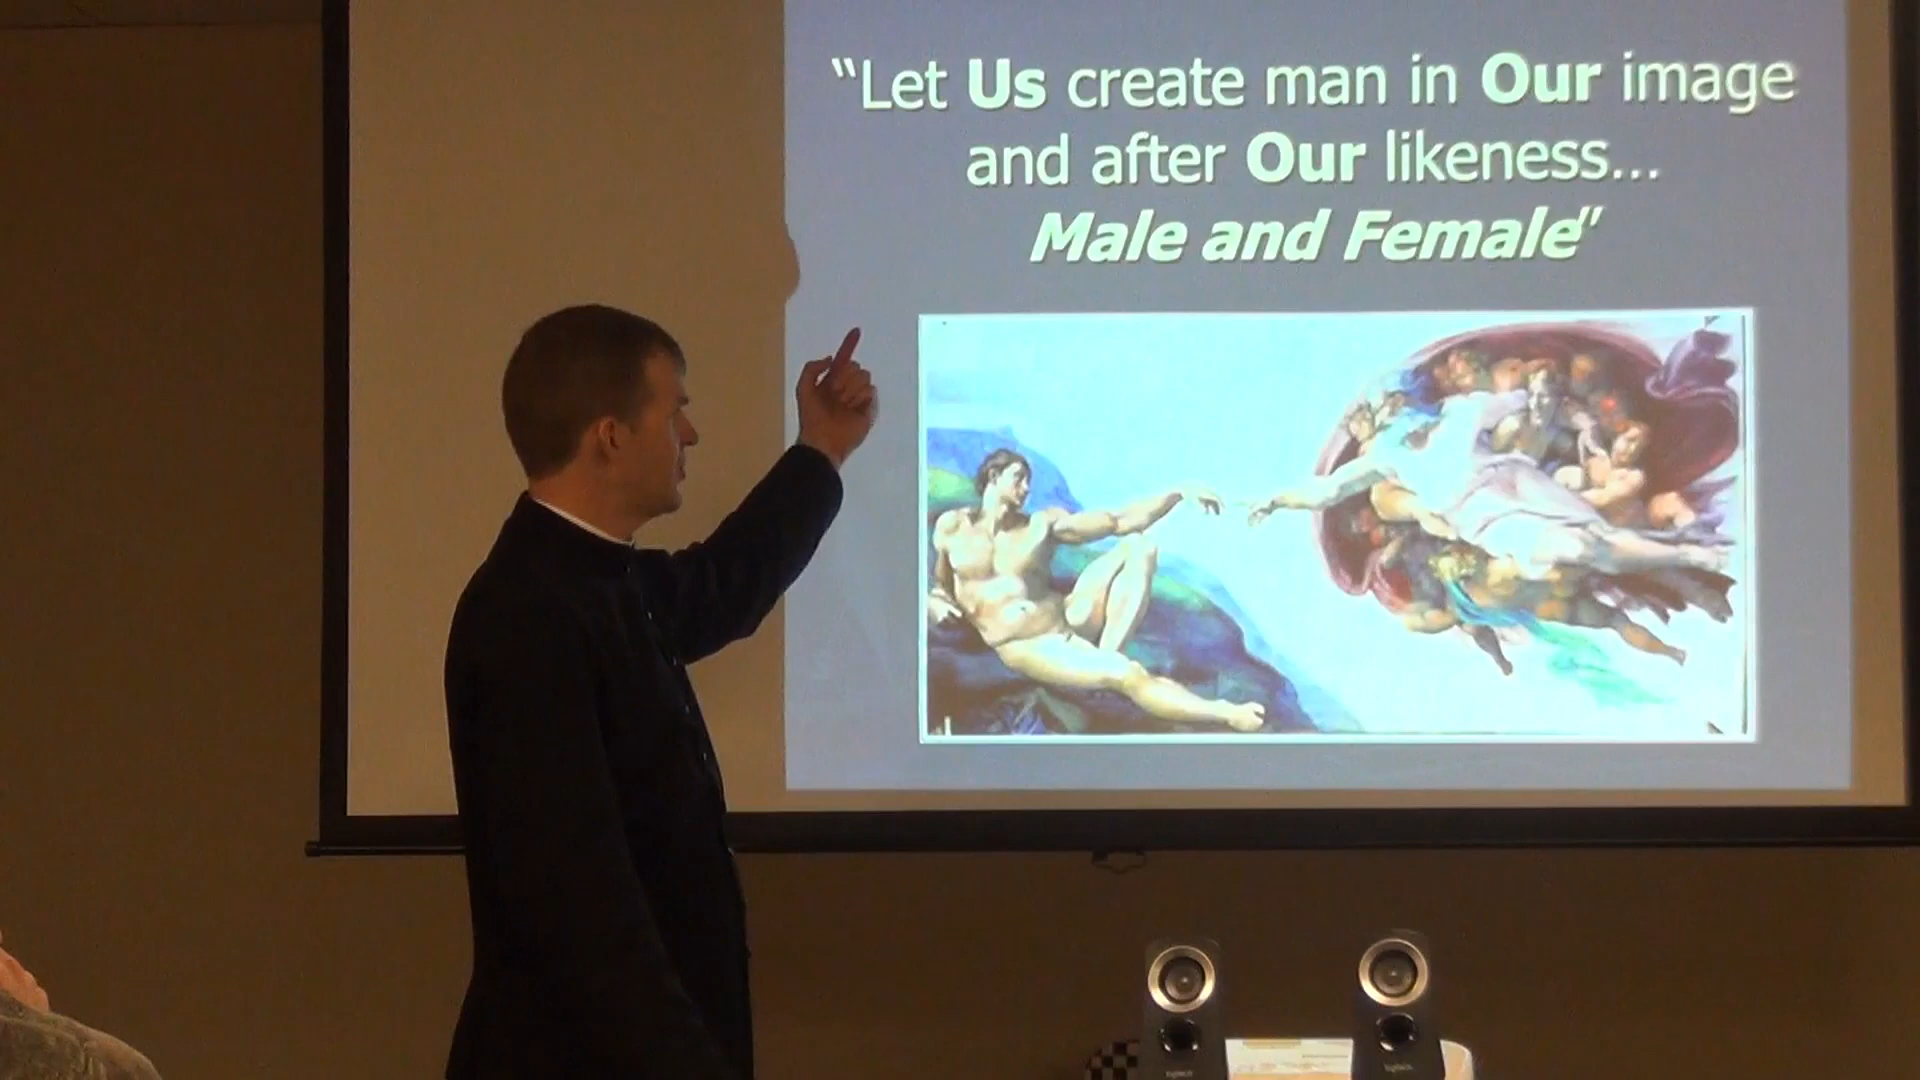 “Let Us create man in Our image
and after Our likeness...
Male and Female”